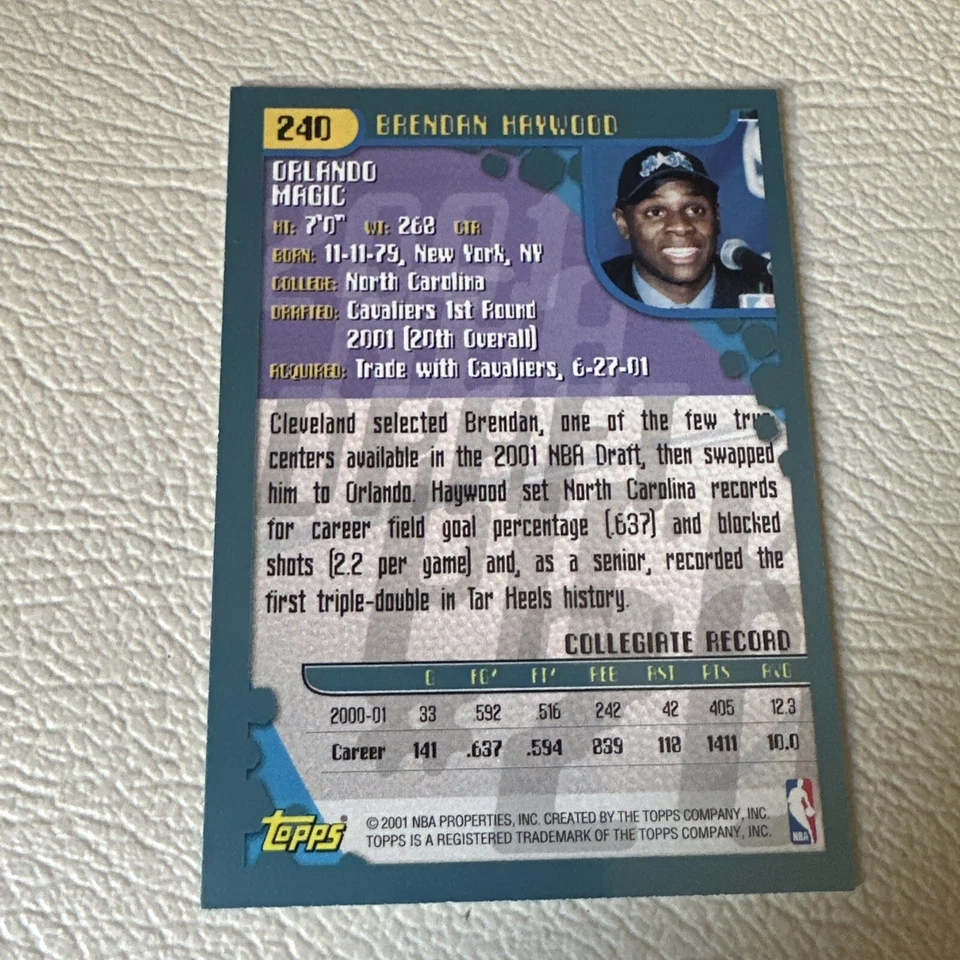 240 BRENDAN HAYWOOD
ORLANDO
MAGIC
HT: 7'0" WT: 268 CTR
BORN: 11-11-79, New York, NY
COLLEGE: North Carolina
DRAFTED: Cavaliers 1st Round
2001 (20th Overall)
ACQUIRED: Trade with Cavaliers, 6-27-01
Cleveland selected Brendan, one of the few true
centers available in the 2001 NBA Draft, then swapped
him to Orlando. Haywood set North Carolina records
for career field goal percentage (.637) and blocked
shots (2.2 per game) and, as a senior, recorded the
first triple-double in Tar Heels history.
COLLEGIATE RECORD
G FG% FT% REB AST PTS AVG
2000-01 33 .592 .516 242 42 405 12.3
Career 141 .637 .594 839 118 1411 10.0
Topps® © 2001 NBA PROPERTIES, INC. CREATED BY THE TOPPS COMPANY, INC.
TOPPS IS A REGISTERED TRADEMARK OF THE TOPPS COMPANY, INC.
NBA